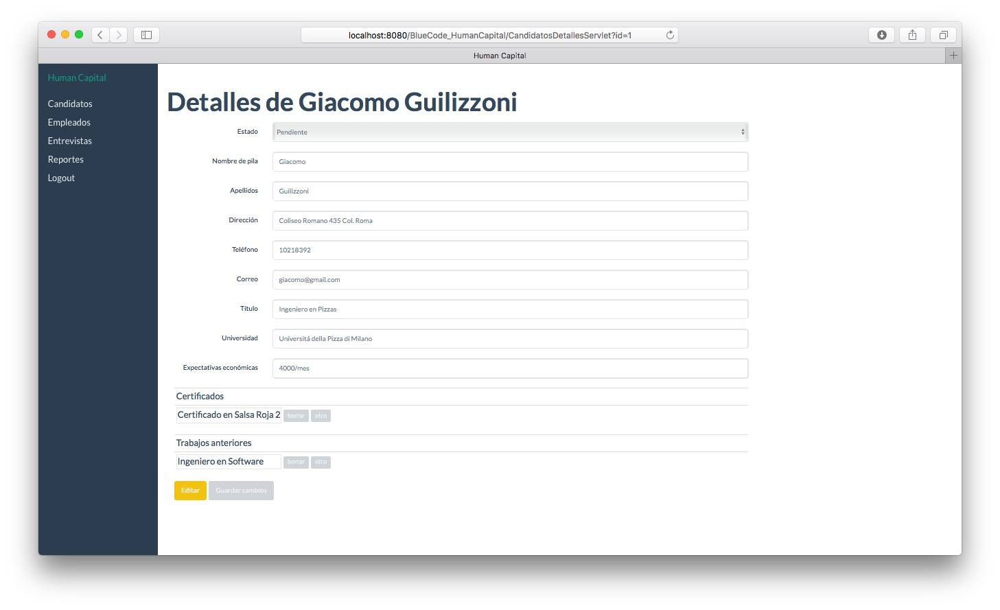 localhost:8080/BlueCode_HumanCapital/CandidatosDetallesServlet?id=1
Human Capital
Human Capital
Candidatos
Empleados
Entrevistas
Reportes
Logout
Detalles de Giacomo Guilizzoni
Estado Pendiente
Nombre de pila Giacomo
Apellidos Guilizzoni
Dirección Coliseo Romano 435 Col. Roma
Teléfono 10218392
Correo giacomo@gmail.com
Título Ingeniero en Pizzas
Universidad Universitá della Pizza di Milano
Expectativas económicas 4000/mes
Certificados
Certificado en Salsa Roja 2 borrar otro
Trabajos anteriores
Ingeniero en Software borrar otro
Editar Guardar cambios